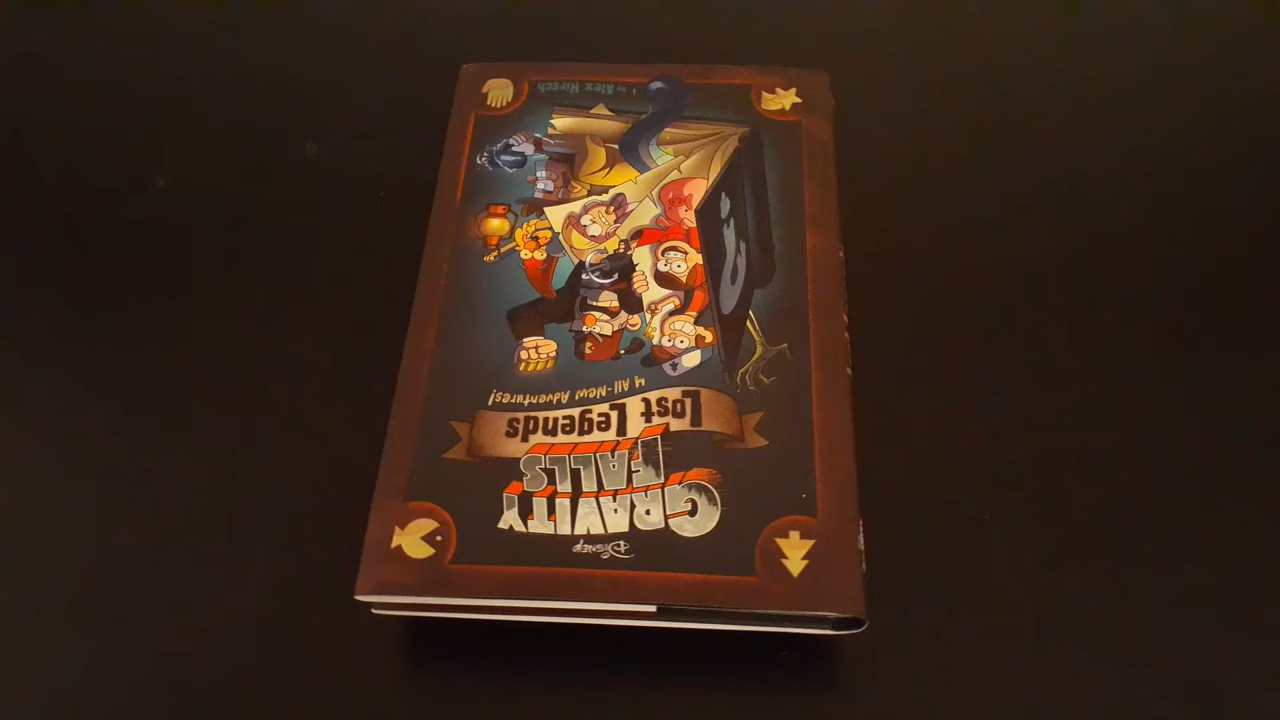 Disney
GRAVITY
FALLS
Lost Legends
4 All-New Adventures!
by Alex Hirsch